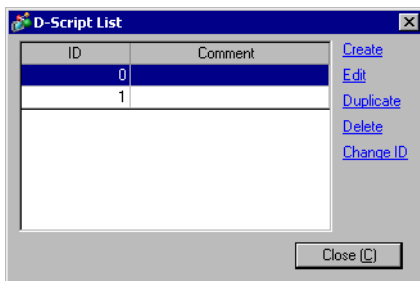 D-Script List
ID Comment Create
0 Edit
1 Duplicate
Delete
Change ID
Close (C)